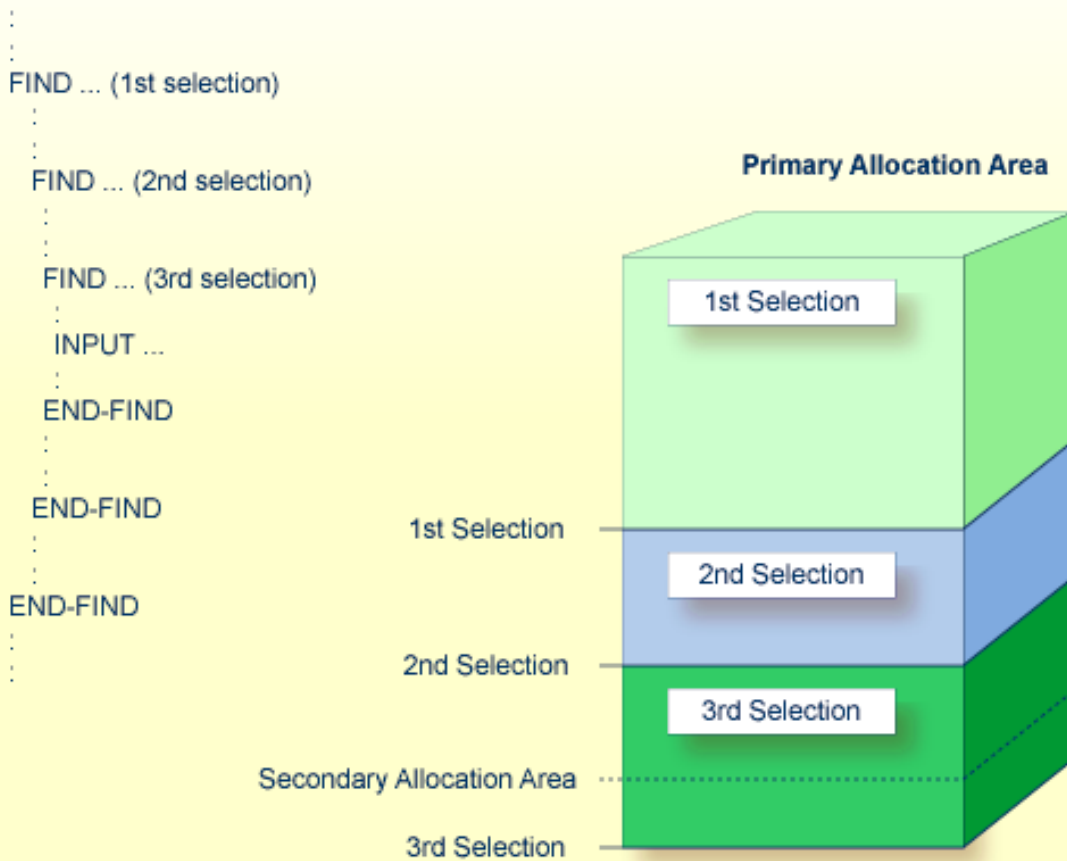 :
:
FIND ... (1st selection)
:
:
FIND ... (2nd selection)
:
:
FIND ... (3rd selection)
:
INPUT ...
:
END-FIND
:
:
END-FIND
:
:
END-FIND
:
:
Primary Allocation Area
1st Selection
1st Selection
2nd Selection
2nd Selection
3rd Selection
Secondary Allocation Area
3rd Selection